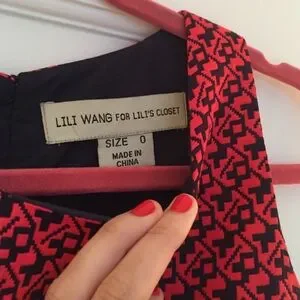 LILI WANG FOR LILI'S CLOSET
SIZE 0
MADE IN
CHINA